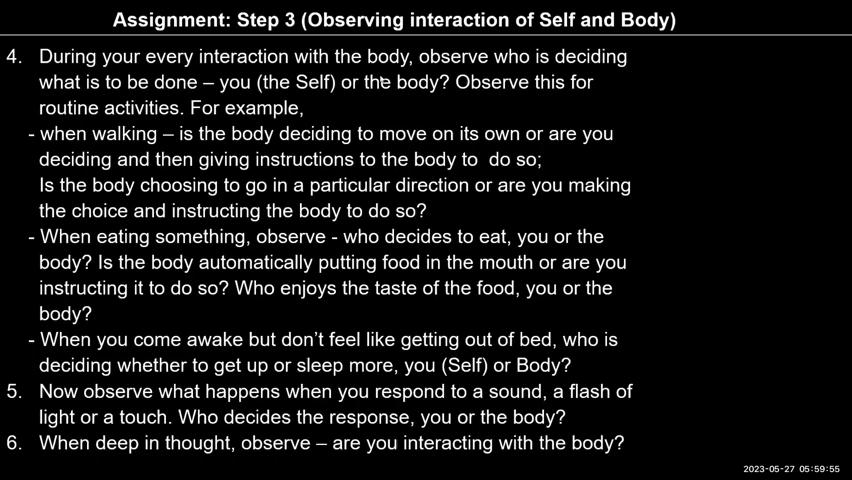 Assignment: Step 3 (Observing interaction of Self and Body)
4. During your every interaction with the body, observe who is deciding
what is to be done – you (the Self) or the body? Observe this for
routine activities. For example,
- when walking – is the body deciding to move on its own or are you
deciding and then giving instructions to the body to do so;
Is the body choosing to go in a particular direction or are you making
the choice and instructing the body to do so?
- When eating something, observe - who decides to eat, you or the
body? Is the body automatically putting food in the mouth or are you
instructing it to do so? Who enjoys the taste of the food, you or the
body?
- When you come awake but don’t feel like getting out of bed, who is
deciding whether to get up or sleep more, you (Self) or Body?
5. Now observe what happens when you respond to a sound, a flash of
light or a touch. Who decides the response, you or the body?
6. When deep in thought, observe – are you interacting with the body?
2023-05-27 05:59:55